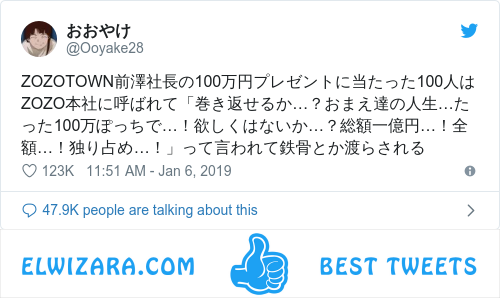 おおやけ
@Ooyake28
ZOZOTOWN前澤社長の100万円プレゼントに当たった100人は
ZOZO本社に呼ばれて「巻き返せるか…？おまえ達の人生…た
った100万ぽっちで…！欲しくはないか…？総額一億円…！全
額…！独り占め…！」って言われて鉄骨とか渡らされる
123K 11:51 AM - Jan 6, 2019
47.9K people are talking about this
ELWIZARA.COM BEST TWEETS